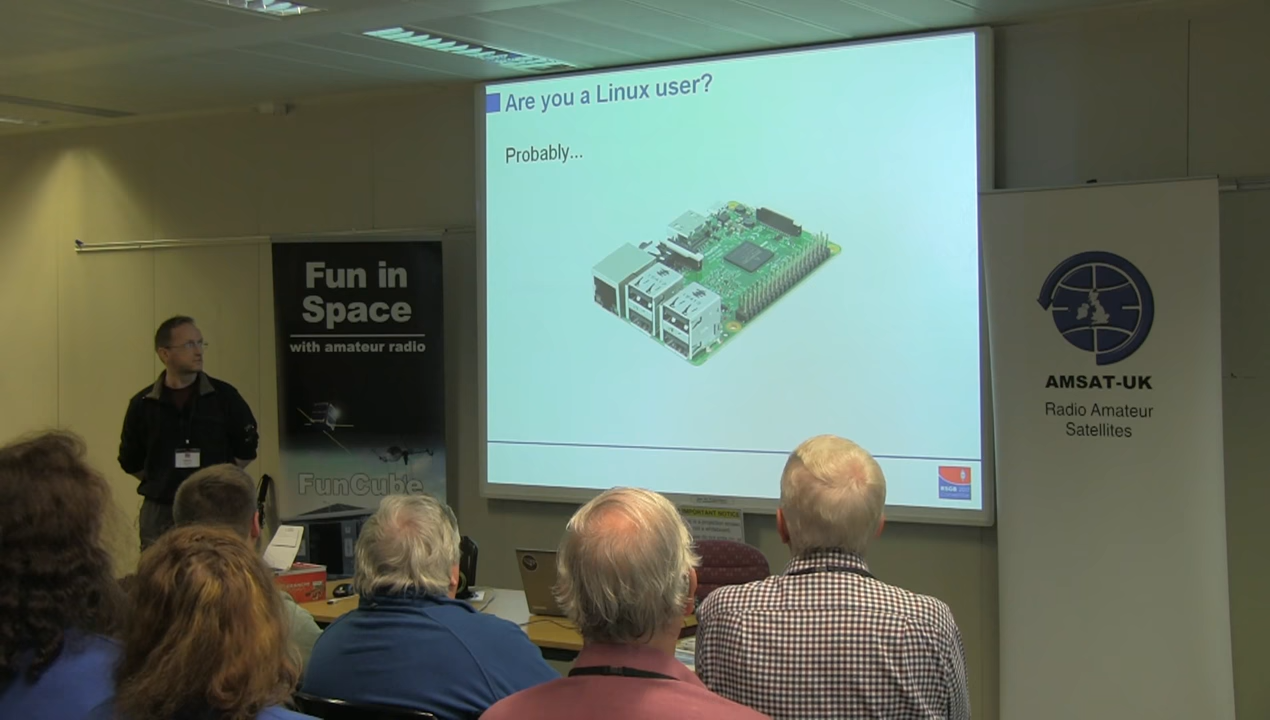 Are you a Linux user?
Probably...
Fun in
Space
with amateur radio
FunCube
AMSAT-UK
Radio Amateur
Satellites
IMPORTANT NOTICE